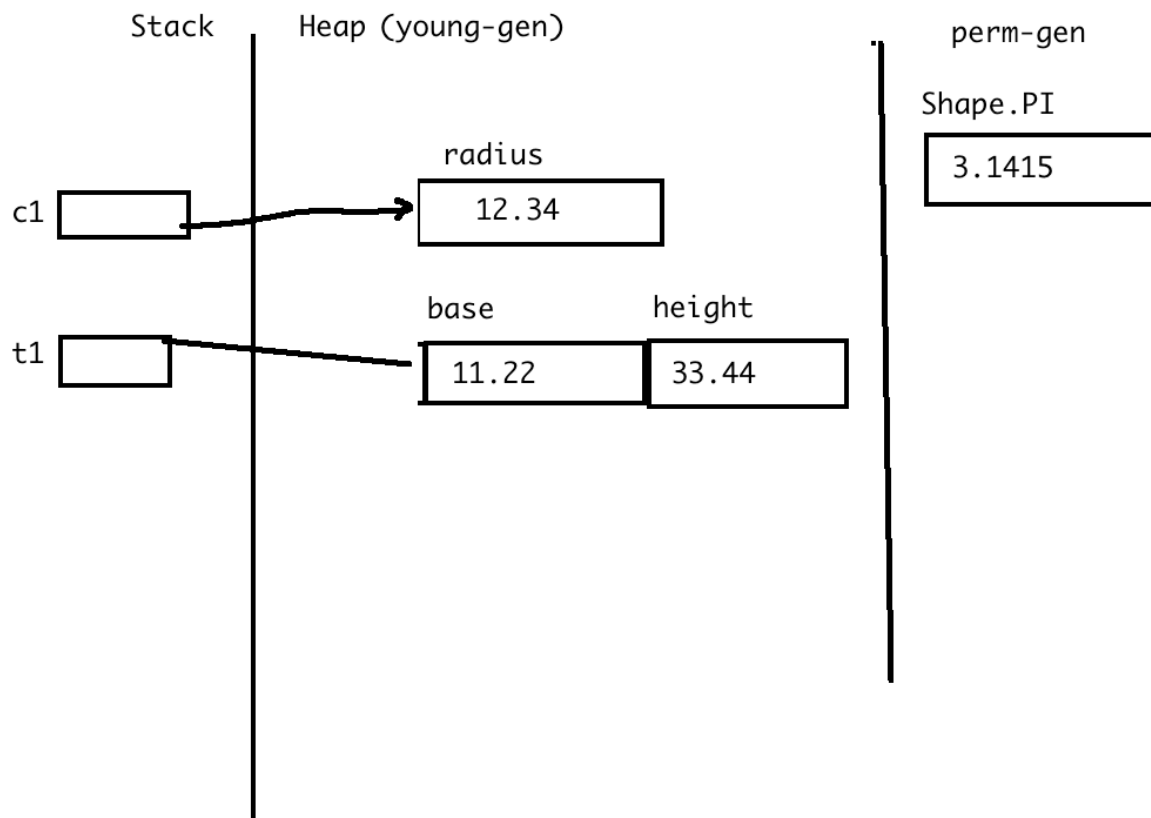 Stack
Heap (young-gen)
perm-gen
Shape.PI
3.1415
radius
c1
12.34
base
height
t1
11.22
33.44